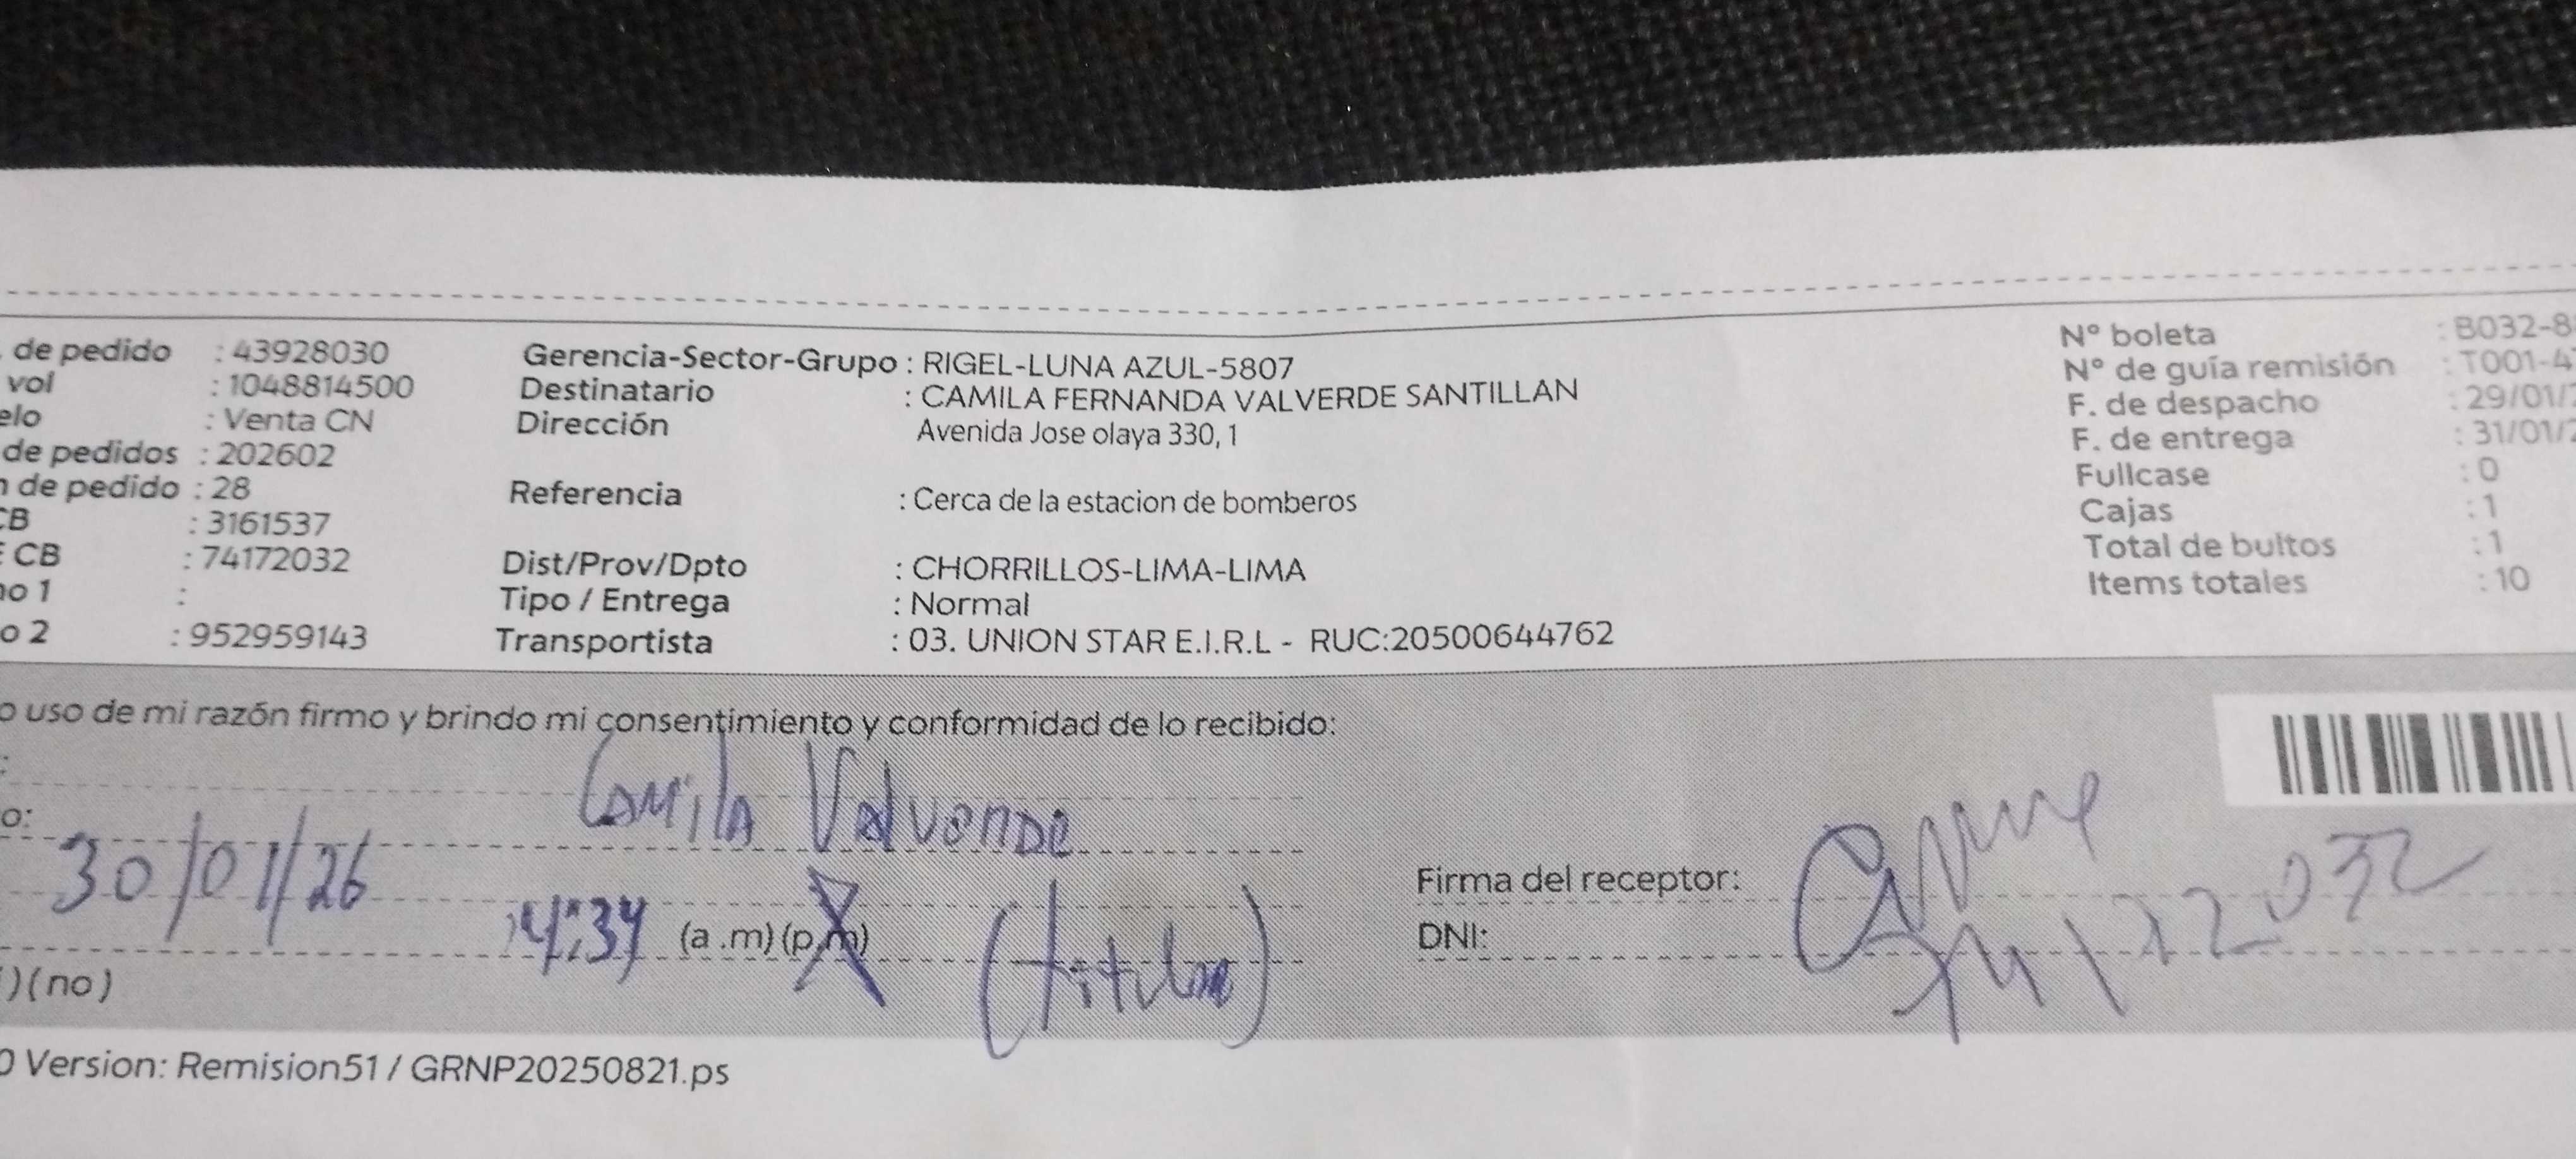 de pedido : 43928030
vol : 1048814500
elo : Venta CN
de pedidos : 202602
n de pedido : 28
CB : 3161537
E CB : 74172032
no 1 :
o 2 : 952959143
Gerencia-Sector-Grupo : RIGEL-LUNA AZUL-5807
Destinatario : CAMILA FERNANDA VALVERDE SANTILLAN
Dirección Avenida Jose olaya 330, 1
Referencia : Cerca de la estacion de bomberos
Dist/Prov/Dpto : CHORRILLOS-LIMA-LIMA
Tipo / Entrega : Normal
Transportista : 03. UNION STAR E.I.R.L - RUC:20500644762
Nº boleta : B032-8
Nº de guía remisión : T001-4
F. de despacho : 29/01/2
F. de entrega : 31/01/2
Fullcase : 0
Cajas : 1
Total de bultos : 1
Items totales : 10
o uso de mi razón firmo y brindo mi consentimiento y conformidad de lo recibido:
:
Camila Valverde
o:
30/01/26
4:34 (a .m) (p.m) (titular)
) ( no )
Firma del receptor:
DNI: 74172032
0 Version: Remision51 / GRNP20250821.ps